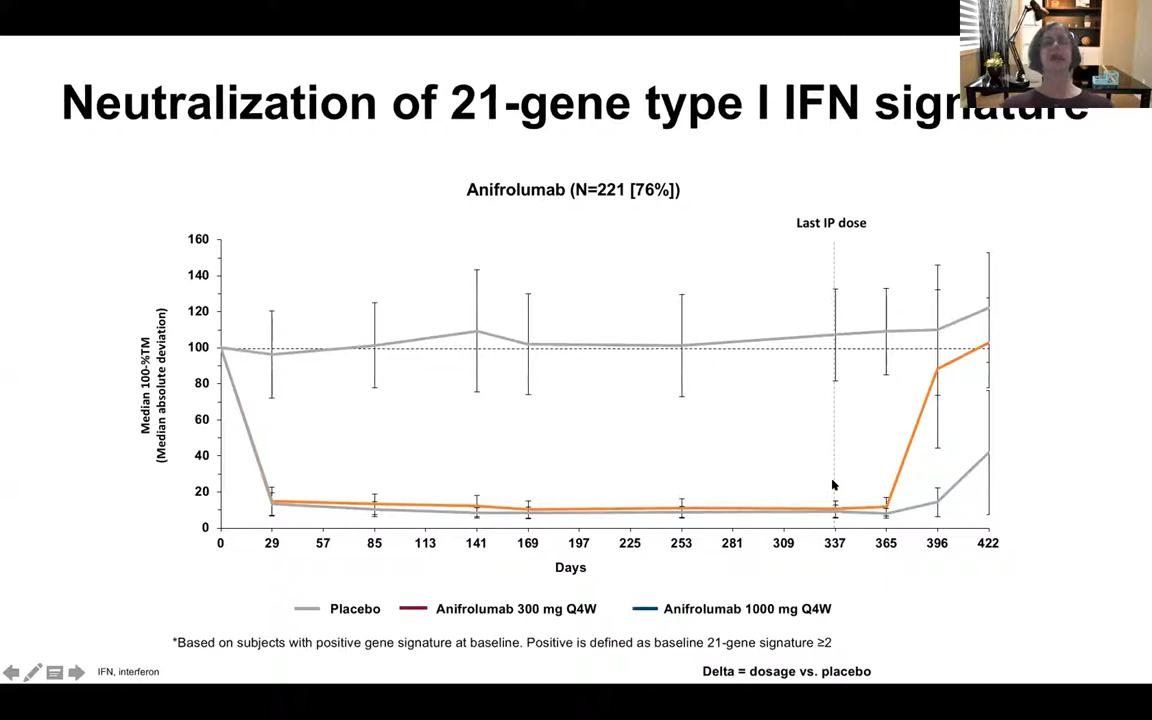 Neutralization of 21-gene type I IFN signature
Anifrolumab (N=221 [76%])
Last IP dose
160
140
120
100
80
60
40
20
0
Median 100-%TM
(Median absolute deviation)
0 29 57 85 113 141 169 197 225 253 281 309 337 365 396 422
Days
Placebo Anifrolumab 300 mg Q4W Anifrolumab 1000 mg Q4W
*Based on subjects with positive gene signature at baseline. Positive is defined as baseline 21-gene signature ≥2
IFN, interferon
Delta = dosage vs. placebo